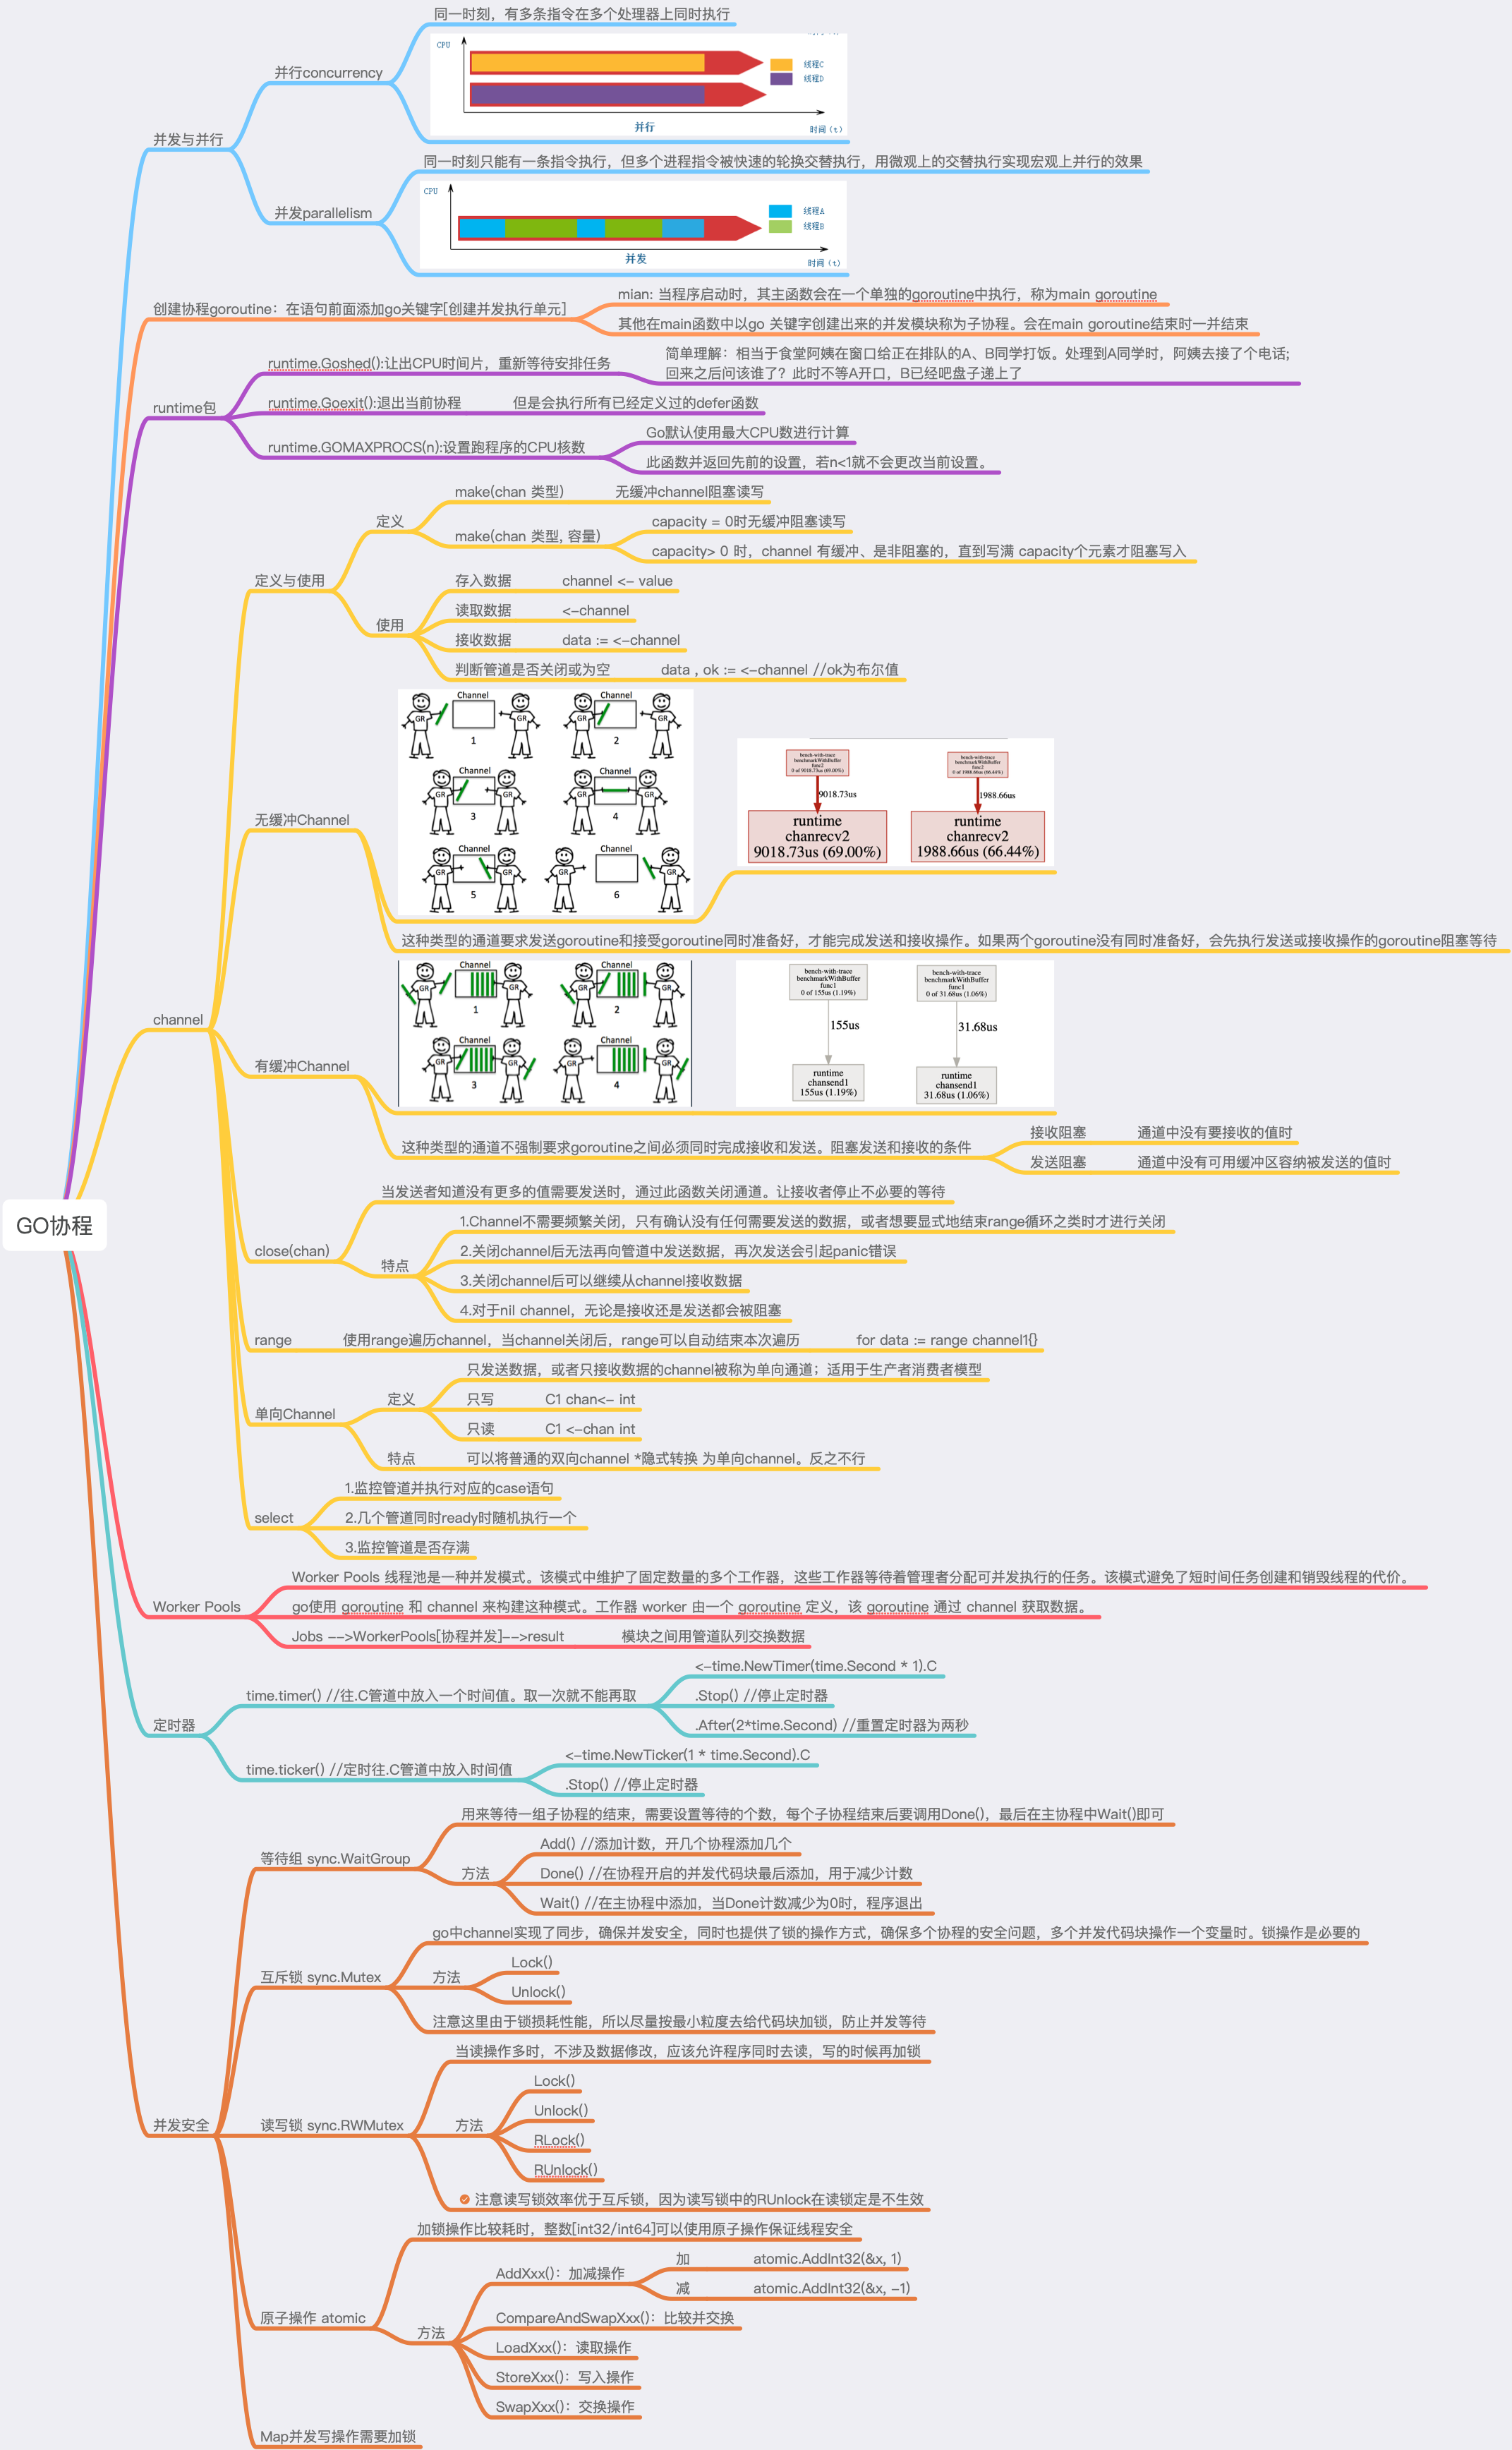 同一时刻，有多条指令在多个处理器上同时执行
CPU
线程C
线程D
并行
时间（t）
并行concurrency
并发与并行
同一时刻只能有一条指令执行，但多个进程指令被快速的轮换交替执行，用微观上的交替执行实现宏观上并行的效果
CPU
线程A
线程B
并发
时间（t）
并发parallelism
创建协程goroutine：在语句前面添加go关键字[创建并发执行单元]
mian: 当程序启动时，其主函数会在一个单独的goroutine中执行，称为main goroutine
其他在main函数中以go 关键字创建出来的并发模块称为子协程。会在main goroutine结束时一并结束
runtime包
runtime.Goshed():让出CPU时间片，重新等待安排任务
简单理解：相当于食堂阿姨在窗口给正在排队的A、B同学打饭。处理到A同学时，阿姨去接了个电话;
回来之后问该谁了？此时不等A开口，B已经吧盘子递上了
runtime.Goexit():退出当前协程
但是会执行所有已经定义过的defer函数
runtime.GOMAXPROCS(n):设置跑程序的CPU核数
Go默认使用最大CPU数进行计算
此函数并返回先前的设置，若n<1就不会更改当前设置。
channel
定义与使用
定义
make(chan 类型)
无缓冲channel阻塞读写
make(chan 类型, 容量)
capacity = 0时无缓冲阻塞读写
capacity> 0 时，channel 有缓冲、是非阻塞的，直到写满 capacity个元素才阻塞写入
使用
存入数据
channel <- value
读取数据
<-channel
接收数据
data := <-channel
判断管道是否关闭或为空
data , ok := <-channel //ok为布尔值
无缓冲Channel
Channel
GR
GR
1
Channel
GR
GR
2
Channel
GR
GR
3
Channel
GR
GR
4
Channel
GR
GR
5
Channel
GR
GR
6
bench-with-trace
benchmarkWithBuffer
func2
0 of 9018.73us (69.00%)
9018.73us
runtime
chanrecv2
9018.73us (69.00%)
bench-with-trace
benchmarkWithBuffer
func2
0 of 1988.66us (66.44%)
1988.66us
runtime
chanrecv2
1988.66us (66.44%)
这种类型的通道要求发送goroutine和接受goroutine同时准备好，才能完成发送和接收操作。如果两个goroutine没有同时准备好，会先执行发送或接收操作的goroutine阻塞等待
有缓冲Channel
Channel
GR
GR
1
Channel
GR
GR
2
Channel
GR
GR
3
Channel
GR
GR
4
bench-with-trace
benchmarkWithBuffer
func1
0 of 155us (1.19%)
155us
runtime
chansend1
155us (1.19%)
bench-with-trace
benchmarkWithBuffer
func1
0 of 31.68us (1.06%)
31.68us
runtime
chansend1
31.68us (1.06%)
这种类型的通道不强制要求goroutine之间必须同时完成接收和发送。阻塞发送和接收的条件
接收阻塞
通道中没有要接收的值时
发送阻塞
通道中没有可用缓冲区容纳被发送的值时
GO协程
close(chan)
当发送者知道没有更多的值需要发送时，通过此函数关闭通道。让接收者停止不必要的等待
特点
1.Channel不需要频繁关闭，只有确认没有任何需要发送的数据，或者想要显式地结束range循环之类时才进行关闭
2.关闭channel后无法再向管道中发送数据，再次发送会引起panic错误
3.关闭channel后可以继续从channel接收数据
4.对于nil channel，无论是接收还是发送都会被阻塞
range
使用range遍历channel，当channel关闭后，range可以自动结束本次遍历
for data := range channel1{}
单向Channel
定义
只发送数据，或者只接收数据的channel被称为单向通道；适用于生产者消费者模型
只写
C1 chan<- int
只读
C1 <-chan int
特点
可以将普通的双向channel *隐式转换 为单向channel。反之不行
select
1.监控管道并执行对应的case语句
2.几个管道同时ready时随机执行一个
3.监控管道是否存满
Worker Pools
Worker Pools 线程池是一种并发模式。该模式中维护了固定数量的多个工作器，这些工作器等待着管理者分配可并发执行的任务。该模式避免了短时间任务创建和销毁线程的代价。
go使用 goroutine 和 channel 来构建这种模式。工作器 worker 由一个 goroutine 定义，该 goroutine 通过 channel 获取数据。
Jobs -->WorkerPools[协程并发]-->result
模块之间用管道队列交换数据
定时器
time.timer() //往.C管道中放入一个时间值。取一次就不能再取
<-time.NewTimer(time.Second * 1).C
.Stop() //停止定时器
.After(2*time.Second) //重置定时器为两秒
time.ticker() //定时往.C管道中放入时间值
<-time.NewTicker(1 * time.Second).C
.Stop() //停止定时器
并发安全
等待组 sync.WaitGroup
用来等待一组子协程的结束，需要设置等待的个数，每个子协程结束后要调用Done()，最后在主协程中Wait()即可
方法
Add() //添加计数，开几个协程添加几个
Done() //在协程开启的并发代码块最后添加，用于减少计数
Wait() //在主协程中添加，当Done计数减少为0时，程序退出
互斥锁 sync.Mutex
go中channel实现了同步，确保并发安全，同时也提供了锁的操作方式，确保多个协程的安全问题，多个并发代码块操作一个变量时。锁操作是必要的
方法
Lock()
Unlock()
注意这里由于锁损耗性能，所以尽量按最小粒度去给代码块加锁，防止并发等待
读写锁 sync.RWMutex
当读操作多时，不涉及数据修改，应该允许程序同时去读，写的时候再加锁
方法
Lock()
Unlock()
RLock()
RUnlock()
注意读写锁效率优于互斥锁，因为读写锁中的RUnlock在读锁定是不生效
原子操作 atomic
加锁操作比较耗时，整数[int32/int64]可以使用原子操作保证线程安全
方法
AddXxx()：加减操作
加
atomic.AddInt32(&x, 1)
减
atomic.AddInt32(&x, -1)
CompareAndSwapXxx()：比较并交换
LoadXxx()：读取操作
StoreXxx()：写入操作
SwapXxx()：交换操作
Map并发写操作需要加锁